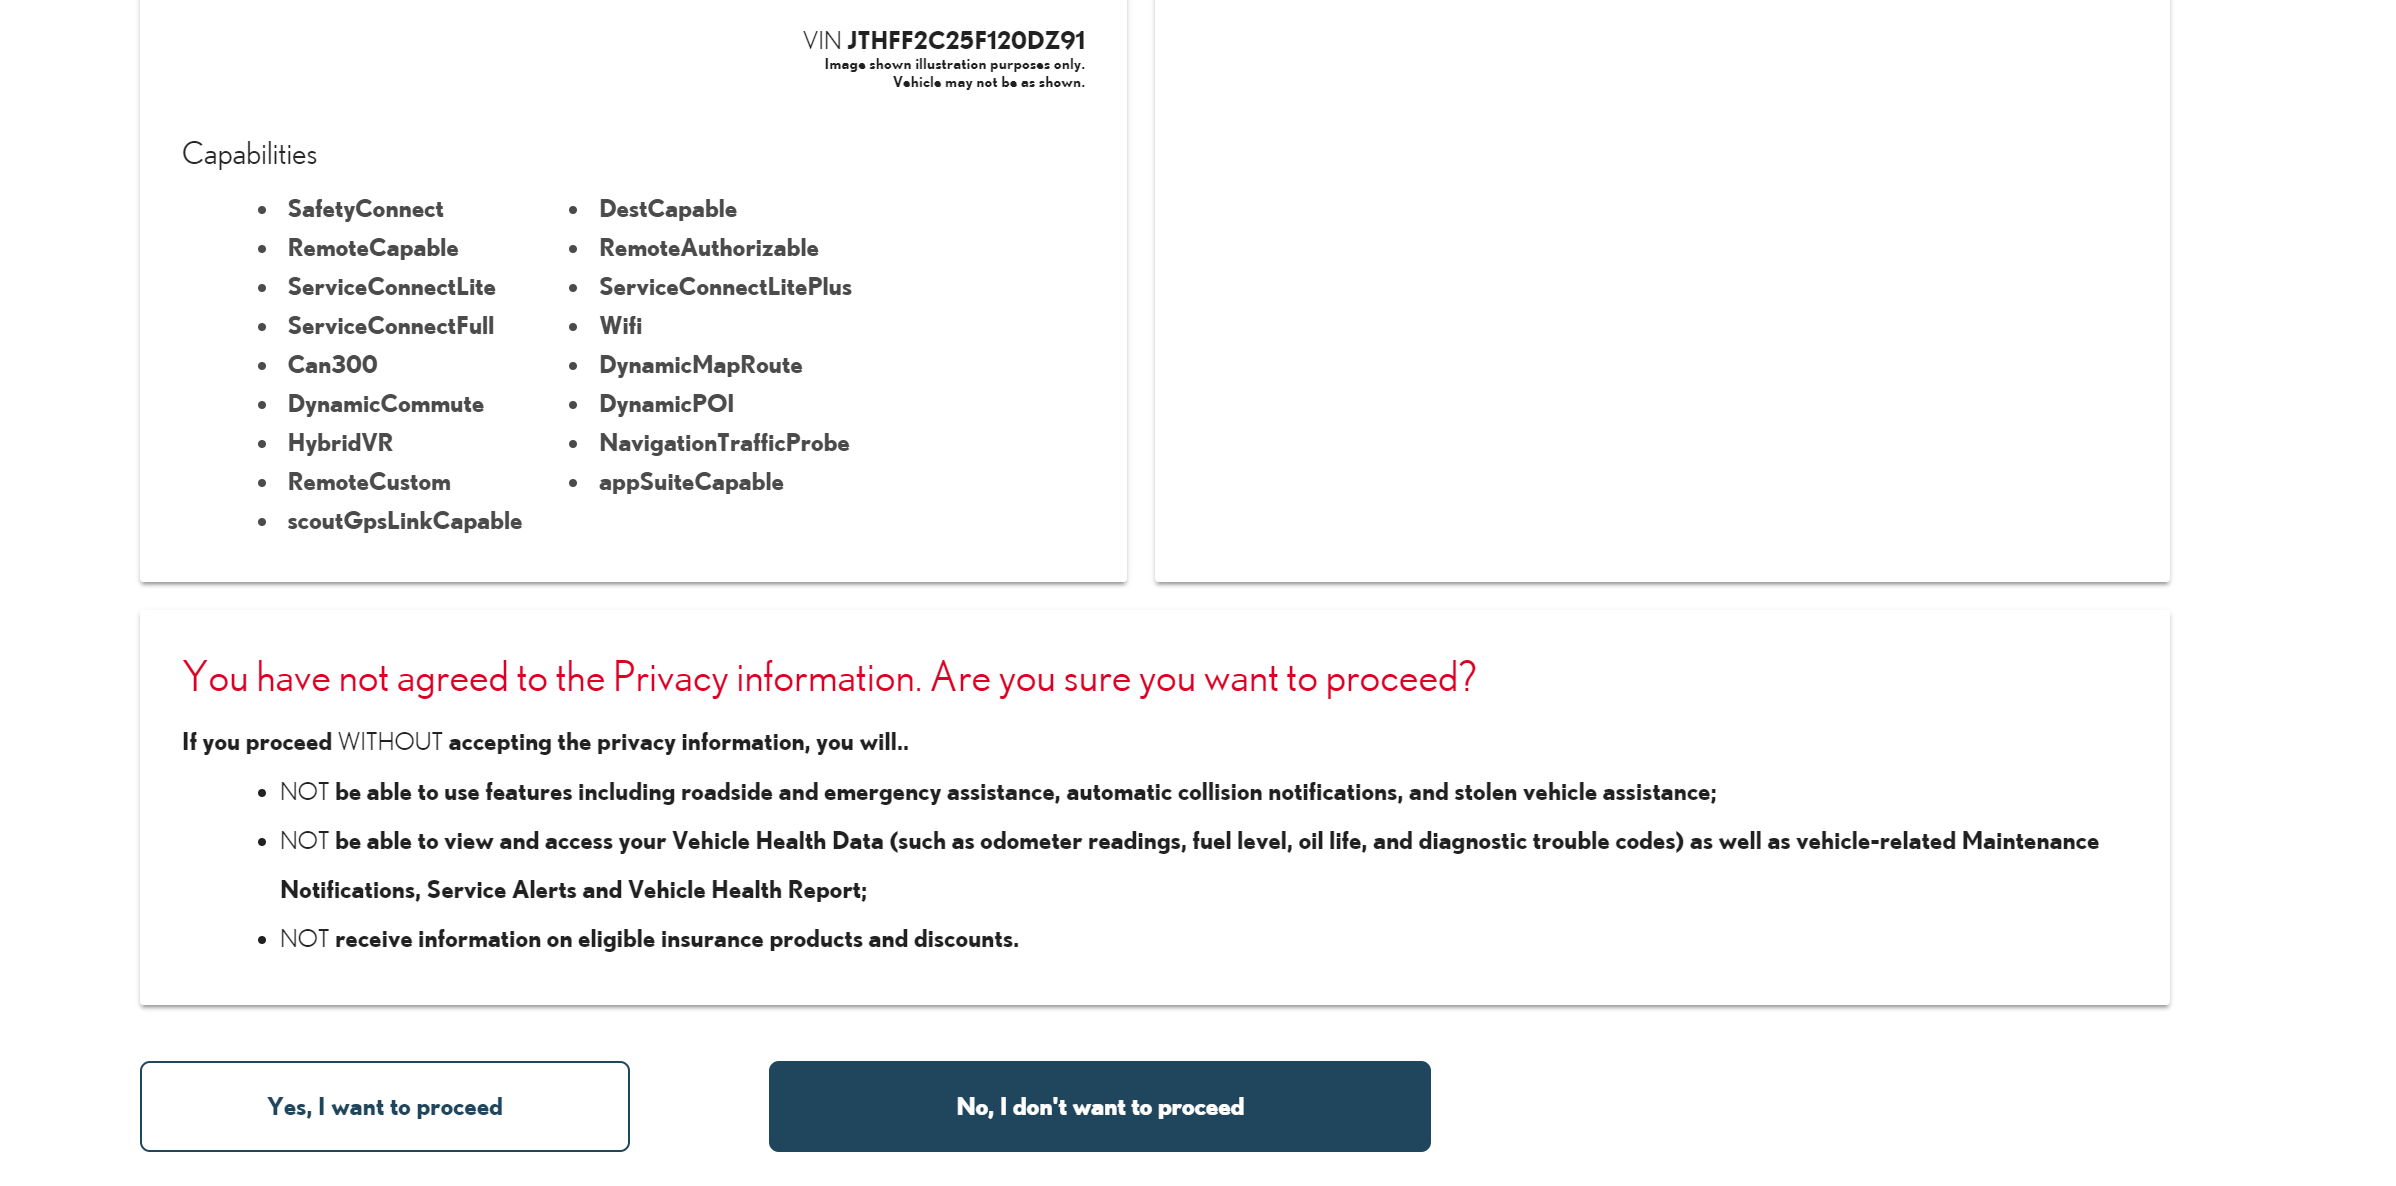 VIN JTHFF2C25F120DZ91
Image shown illustration purposes only.
Vehicle may not be as shown.
Capabilities
SafetyConnect
RemoteCapable
ServiceConnectLite
ServiceConnectFull
Can300
DynamicCommute
HybridVR
RemoteCustom
scoutGpsLinkCapable
DestCapable
RemoteAuthorizable
ServiceConnectLitePlus
Wifi
DynamicMapRoute
DynamicPOI
NavigationTrafficProbe
appSuiteCapable
You have not agreed to the Privacy information. Are you sure you want to proceed?
If you proceed WITHOUT accepting the privacy information, you will..
NOT be able to use features including roadside and emergency assistance, automatic collision notifications, and stolen vehicle assistance;
NOT be able to view and access your Vehicle Health Data (such as odometer readings, fuel level, oil life, and diagnostic trouble codes) as well as vehicle-related Maintenance
Notifications, Service Alerts and Vehicle Health Report;
NOT receive information on eligible insurance products and discounts.
Yes, I want to proceed
No, I don't want to proceed